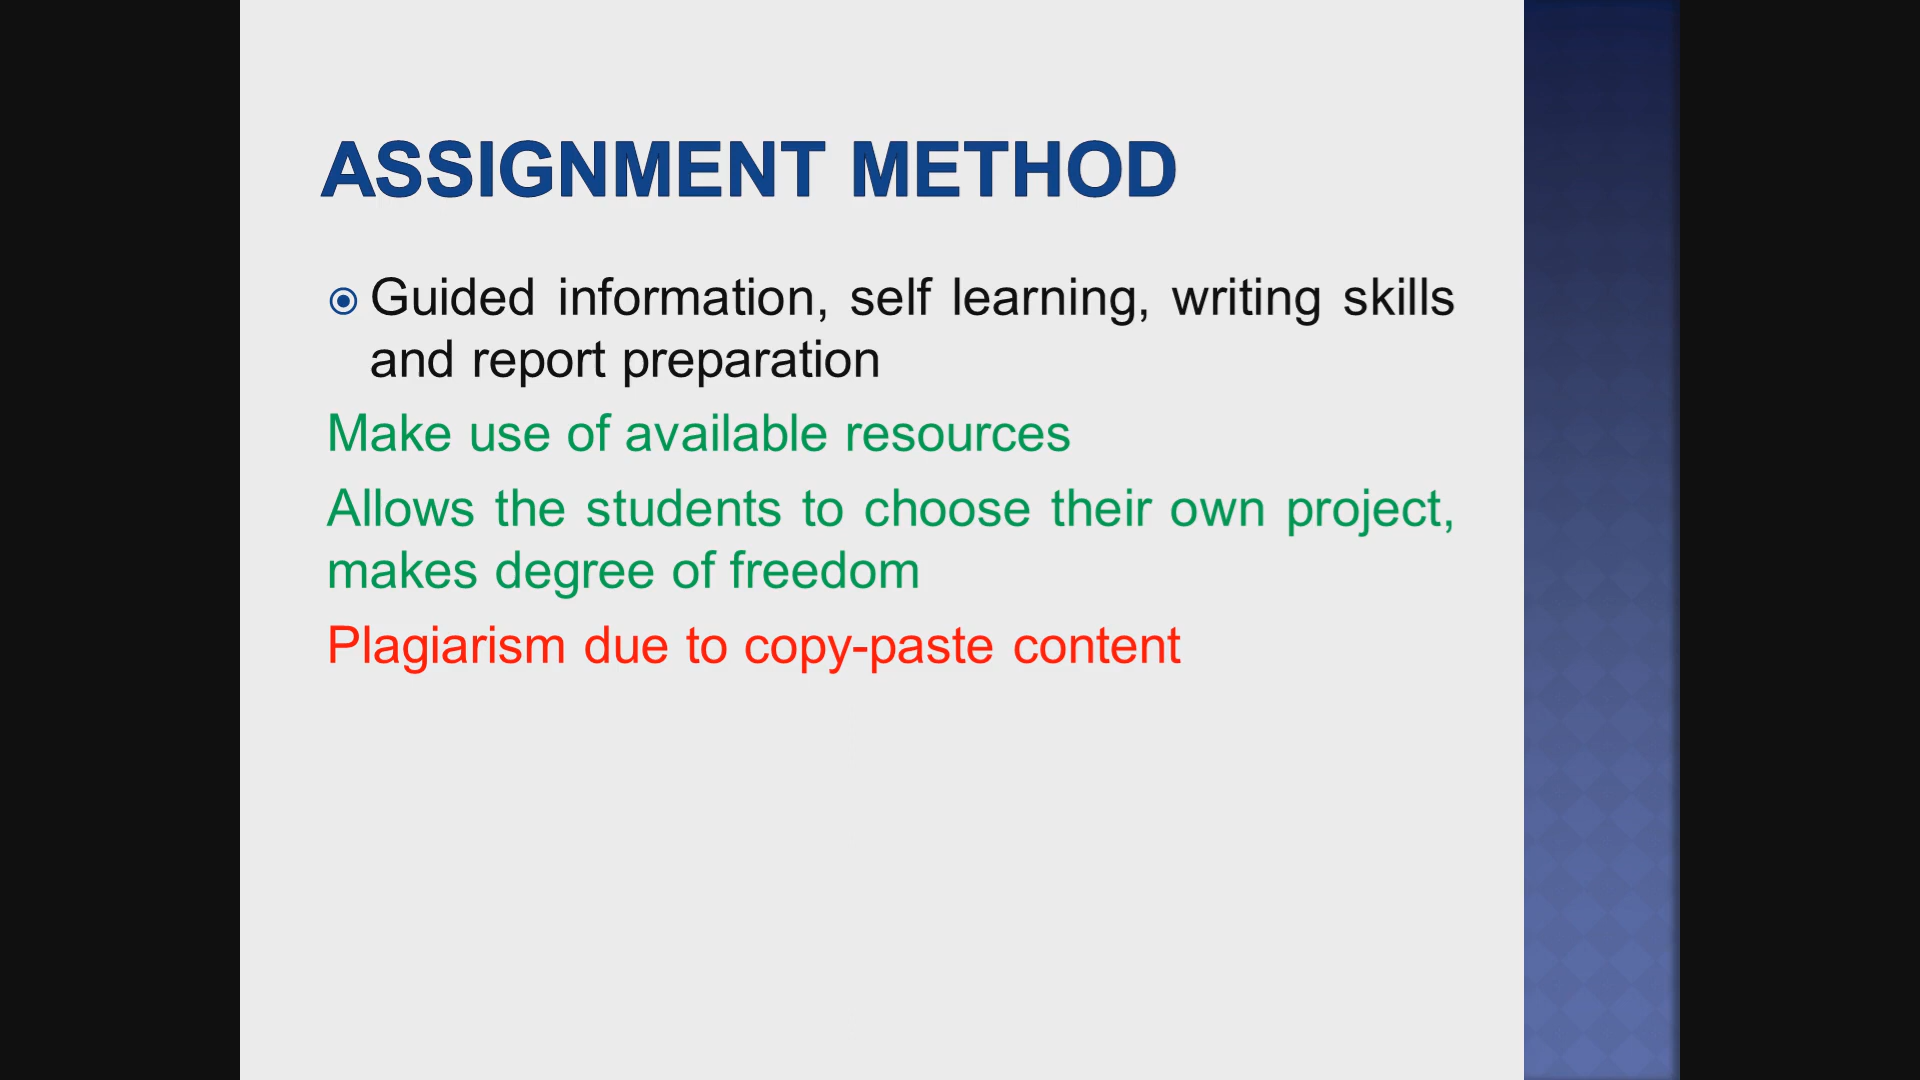 ASSIGNMENT METHOD
Guided information, self learning, writing skills
and report preparation
Make use of available resources
Allows the students to choose their own project,
makes degree of freedom
Plagiarism due to copy-paste content